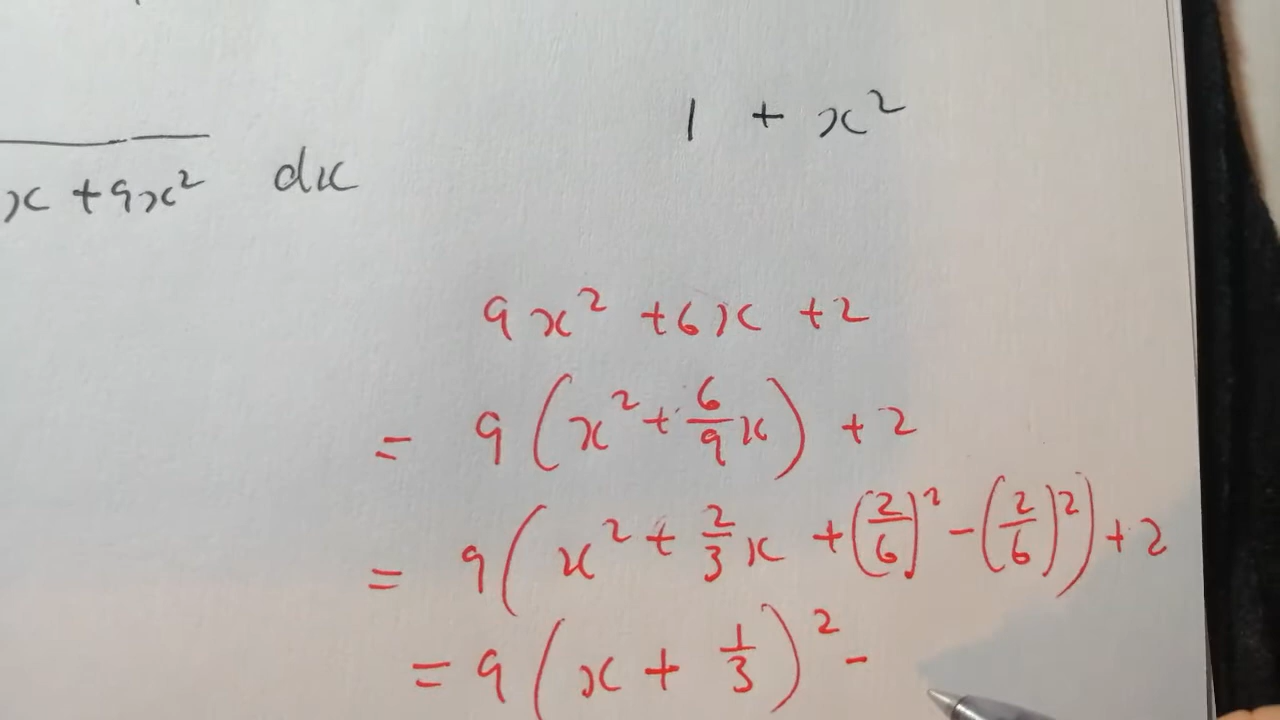 1 + x²
x + 9x² dx
9x² + 6x + 2
= 9(x² + 6/9 x) + 2
= 9(x² + 2/3 x + (2/6)² - (2/6)²) + 2
= 9(x + 1/3)² -